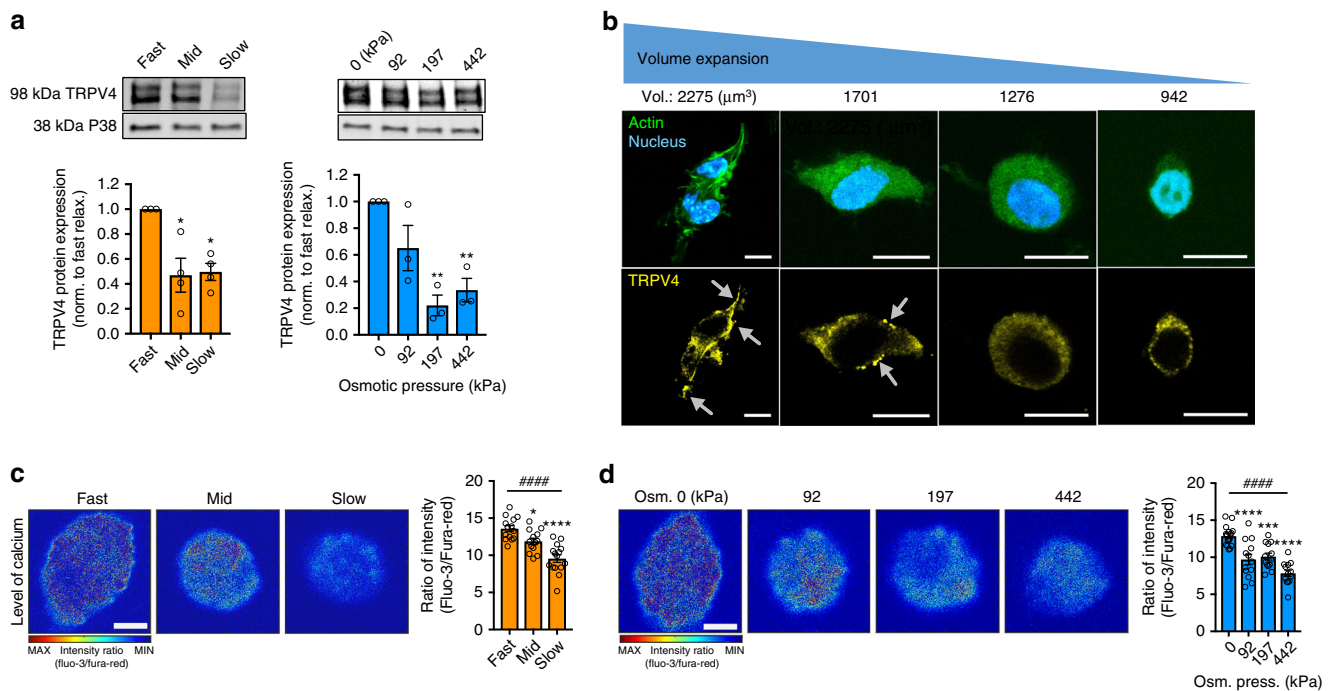 a
Fast
Mid
Slow
98 kDa TRPV4
38 kDa P38
0 (kPa)
92
197
442
TRPV4 protein expression
(norm. to fast relax.)
1.2
1.0
0.8
0.6
0.4
0.2
0.0
*
*
Fast
Mid
Slow
TRPV4 protein expression
(norm. to fast relax.)
1.2
1.0
0.8
0.6
0.4
0.2
0.0
**
**
0
92
197
442
Osmotic pressure (kPa)
b
Volume expansion
Vol.: 2275 (μm³)
1701
1276
942
Actin
Nucleus
Vol.: 2275 (μm³)
TRPV4
c
Fast
Mid
Slow
Level of calcium
MAX Intensity ratio MIN
(fluo-3/fura-red)
Ratio of intensity
(Fluo-3/Fura-red)
20
15
10
5
0
####
*
****
Fast
Mid
Slow
d
Osm. 0 (kPa)
92
197
442
MAX Intensity ratio MIN
(fluo-3/fura-red)
Ratio of intensity
(Fluo-3/Fura-red)
20
15
10
5
0
####
****
***
****
0
92
197
442
Osm. press. (kPa)